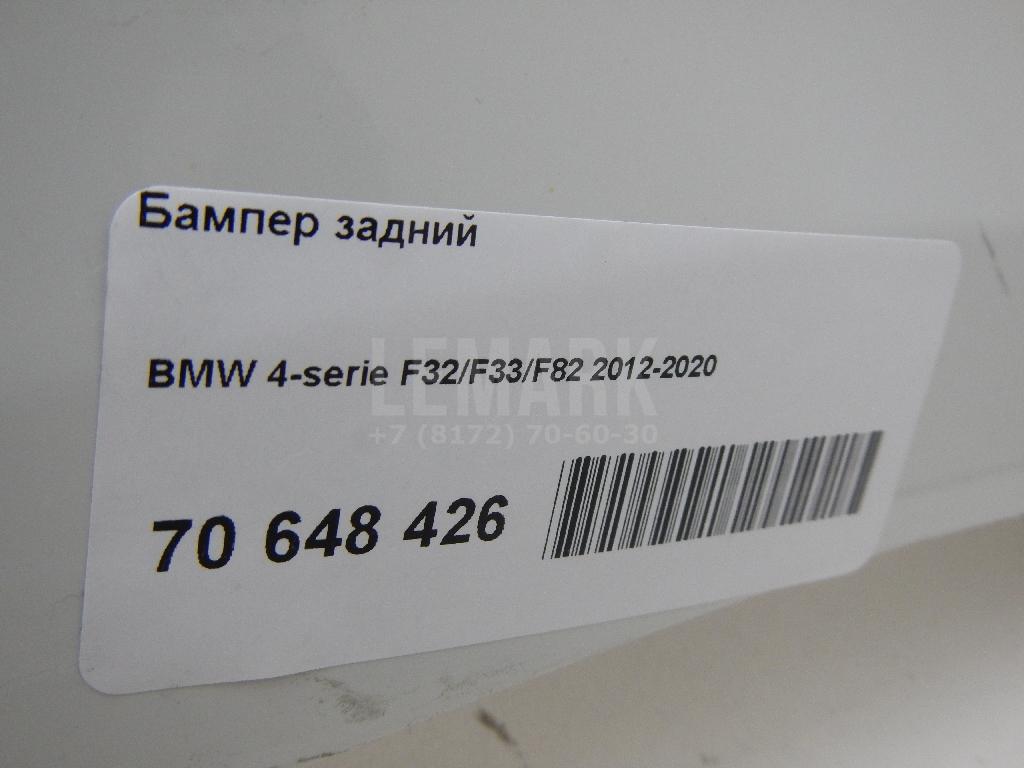 Бампер задний
BMW 4-serie F32/F33/F82 2012-2020
LEMARK
+7 (8172) 70-60-30
70 648 426